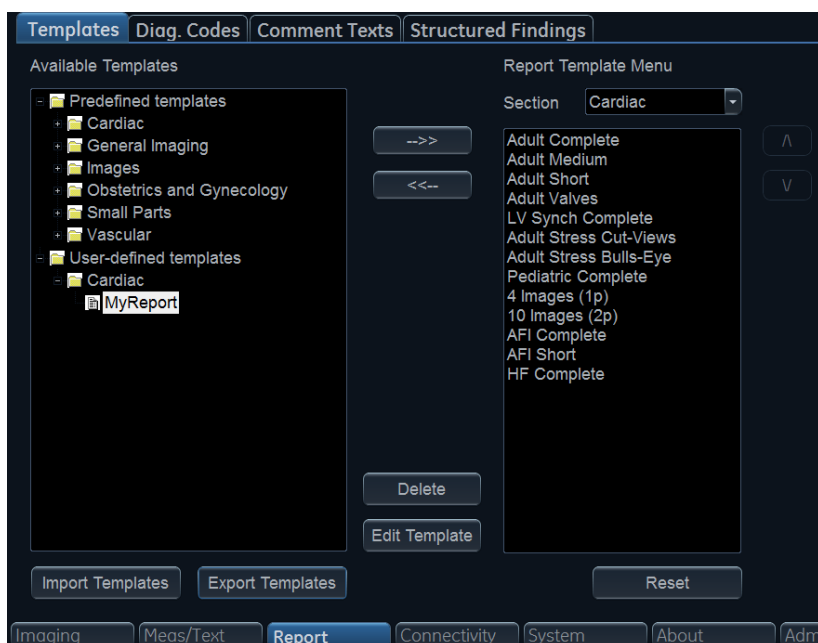 Templates Diag. Codes Comment Texts Structured Findings
Available Templates
Report Template Menu
Predefined templates
Cardiac
General Imaging
Images
Obstetrics and Gynecology
Small Parts
Vascular
User-defined templates
Cardiac
MyReport
-->>
<<--
Section Cardiac
Adult Complete
Adult Medium
Adult Short
Adult Valves
LV Synch Complete
Adult Stress Cut-Views
Adult Stress Bulls-Eye
Pediatric Complete
4 Images (1p)
10 Images (2p)
AFI Complete
AFI Short
HF Complete
Delete
Edit Template
Import Templates Export Templates
Reset
Imaging Meas/Text Report Connectivity System About Adm